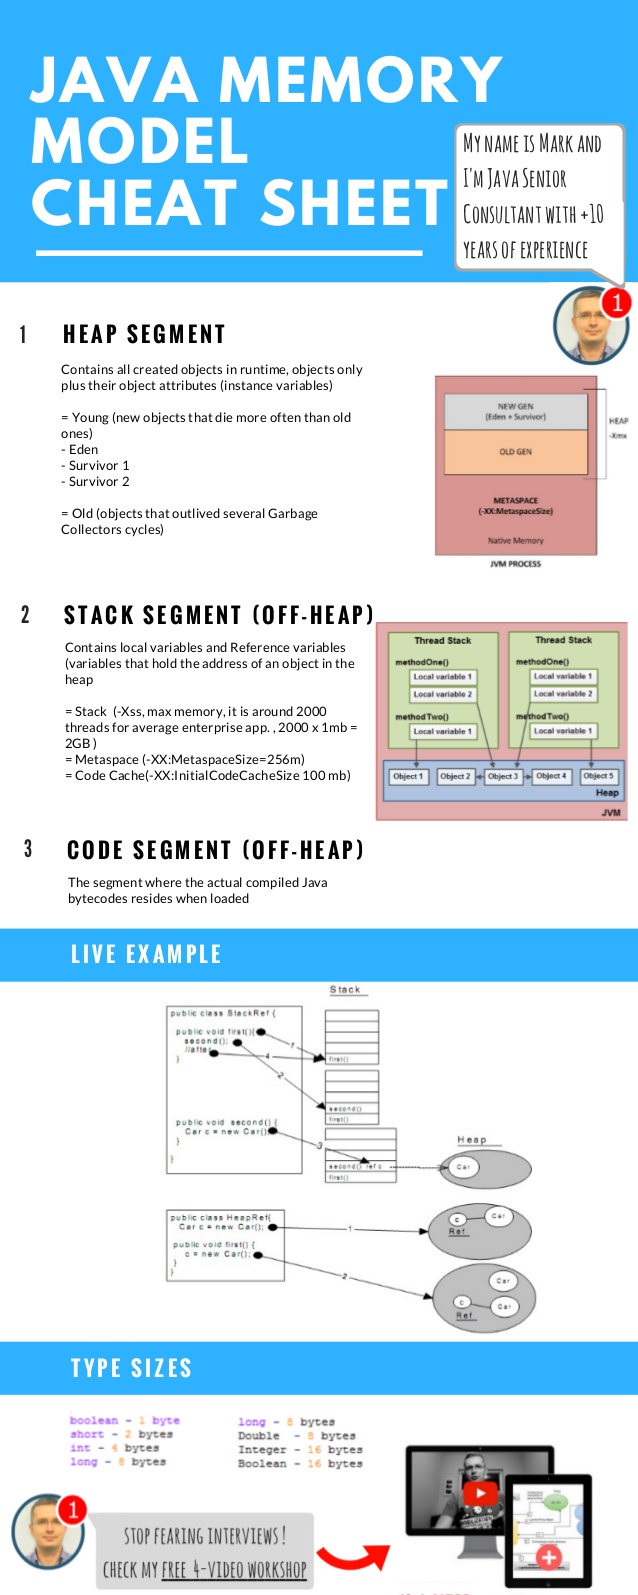 JAVA MEMORY
MODEL
CHEAT SHEET
MY NAME IS MARK AND
I'M JAVA SENIOR
CONSULTANT WITH +10
YEARS OF EXPERIENCE
1
1 HEAP SEGMENT
Contains all created objects in runtime, objects only
plus their object attributes (instance variables)
= Young (new objects that die more often than old
ones)
- Eden
- Survivor 1
- Survivor 2
= Old (objects that outlived several Garbage
Collectors cycles)
NEW GEN
(Eden + Survivor)
HEAP
-Xmx
OLD GEN
METASPACE
(-XX:MetaspaceSize)
Native Memory
JVM PROCESS
2 STACK SEGMENT (OFF-HEAP)
Contains local variables and Reference variables
(variables that hold the address of an object in the
heap
= Stack (-Xss, max memory, it is around 2000
threads for average enterprise app. , 2000 x 1mb =
2GB )
= Metaspace (-XX:MetaspaceSize=256m)
= Code Cache(-XX:InitialCodeCacheSize 100 mb)
Thread Stack
methodOne()
Local variable 1
Local variable 2
methodTwo()
Local variable 1
Thread Stack
methodOne()
Local variable 1
Local variable 2
methodTwo()
Local variable 1
Object 1 Object 2 Object 3 Object 4 Object 5
Heap
JVM
3 CODE SEGMENT (OFF-HEAP)
The segment where the actual compiled Java
bytecodes resides when loaded
LIVE EXAMPLE
Stack
public class StackRef {
public void first(){
second();
//after
}
public void second() {
Car c = new Car();
}
}
1
4
2
3
first()
second()
first()
second() ref c
first()
Heap
Car
public class HeapRef{
Car c = new Car();
public void first() {
c = new Car();
}
}
1
2
c Car
Ref
Car
c Car
Ref
TYPE SIZES
boolean - 1 byte
short - 2 bytes
int - 4 bytes
long - 8 bytes
long - 8 bytes
Double - 8 bytes
Integer - 16 bytes
Boolean - 16 bytes
1
STOP FEARING INTERVIEWS !
CHECK MY FREE 4-VIDEO WORKSHOP